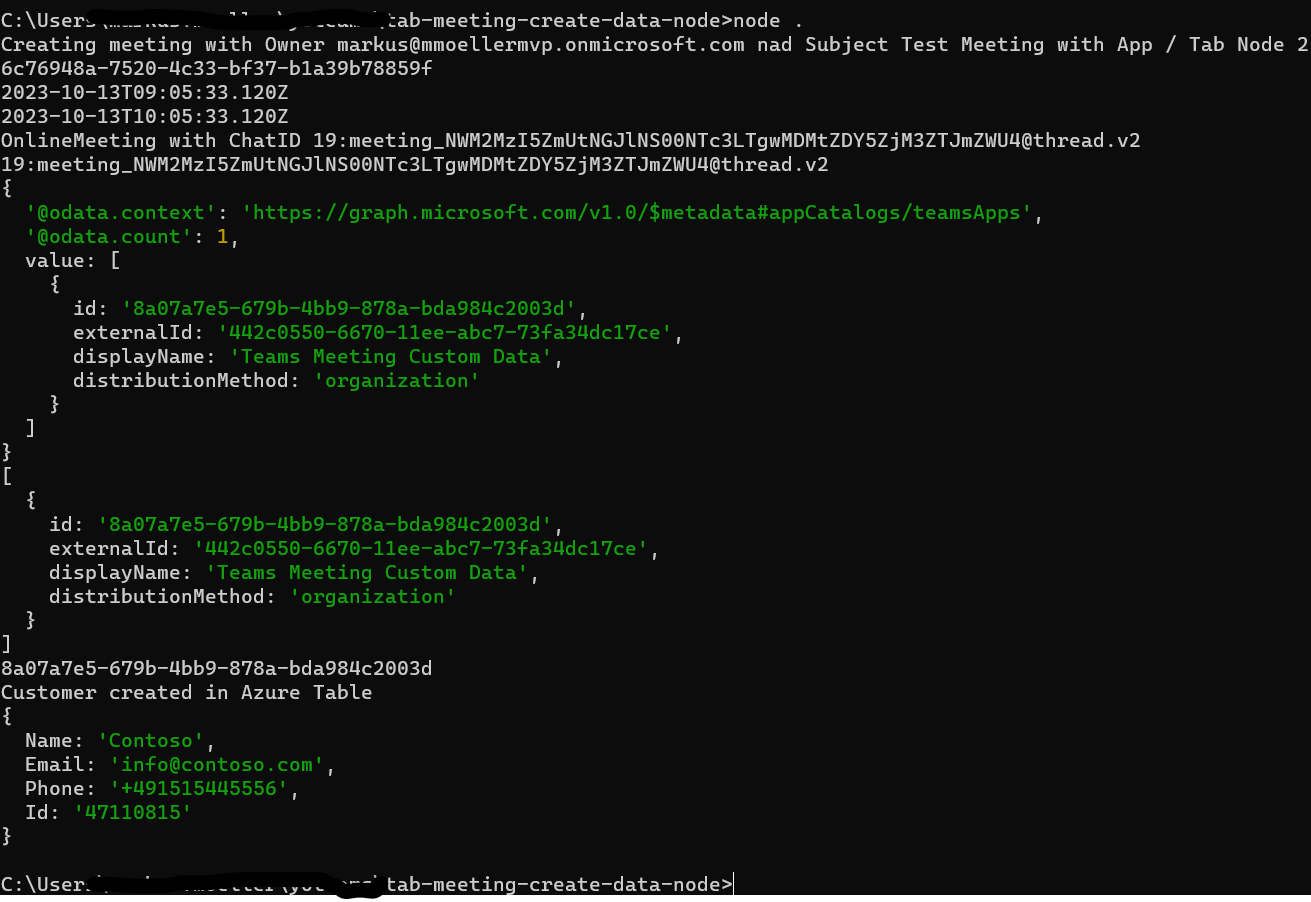 C:\Users\ \tab-meeting-create-data-node>node .
Creating meeting with Owner markus@mmoellermvp.onmicrosoft.com nad Subject Test Meeting with App / Tab Node 2
6c76948a-7520-4c33-bf37-b1a39b78859f
2023-10-13T09:05:33.120Z
2023-10-13T10:05:33.120Z
OnlineMeeting with ChatID 19:meeting_NWM2MzI5ZmUtNGJlNS00NTc3LTgwMDMtZDY5ZjM3ZTJmZWU4@thread.v2
19:meeting_NWM2MzI5ZmUtNGJlNS00NTc3LTgwMDMtZDY5ZjM3ZTJmZWU4@thread.v2
{
  '@odata.context': 'https://graph.microsoft.com/v1.0/$metadata#appCatalogs/teamsApps',
  '@odata.count': 1,
  value: [
    {
      id: '8a07a7e5-679b-4bb9-878a-bda984c2003d',
      externalId: '442c0550-6670-11ee-abc7-73fa34dc17ce',
      displayName: 'Teams Meeting Custom Data',
      distributionMethod: 'organization'
    }
  ]
}
[
  {
    id: '8a07a7e5-679b-4bb9-878a-bda984c2003d',
    externalId: '442c0550-6670-11ee-abc7-73fa34dc17ce',
    displayName: 'Teams Meeting Custom Data',
    distributionMethod: 'organization'
  }
]
8a07a7e5-679b-4bb9-878a-bda984c2003d
Customer created in Azure Table
{
  Name: 'Contoso',
  Email: 'info@contoso.com',
  Phone: '+491515445556',
  Id: '47110815'
}
C:\Users \tab-meeting-create-data-node>